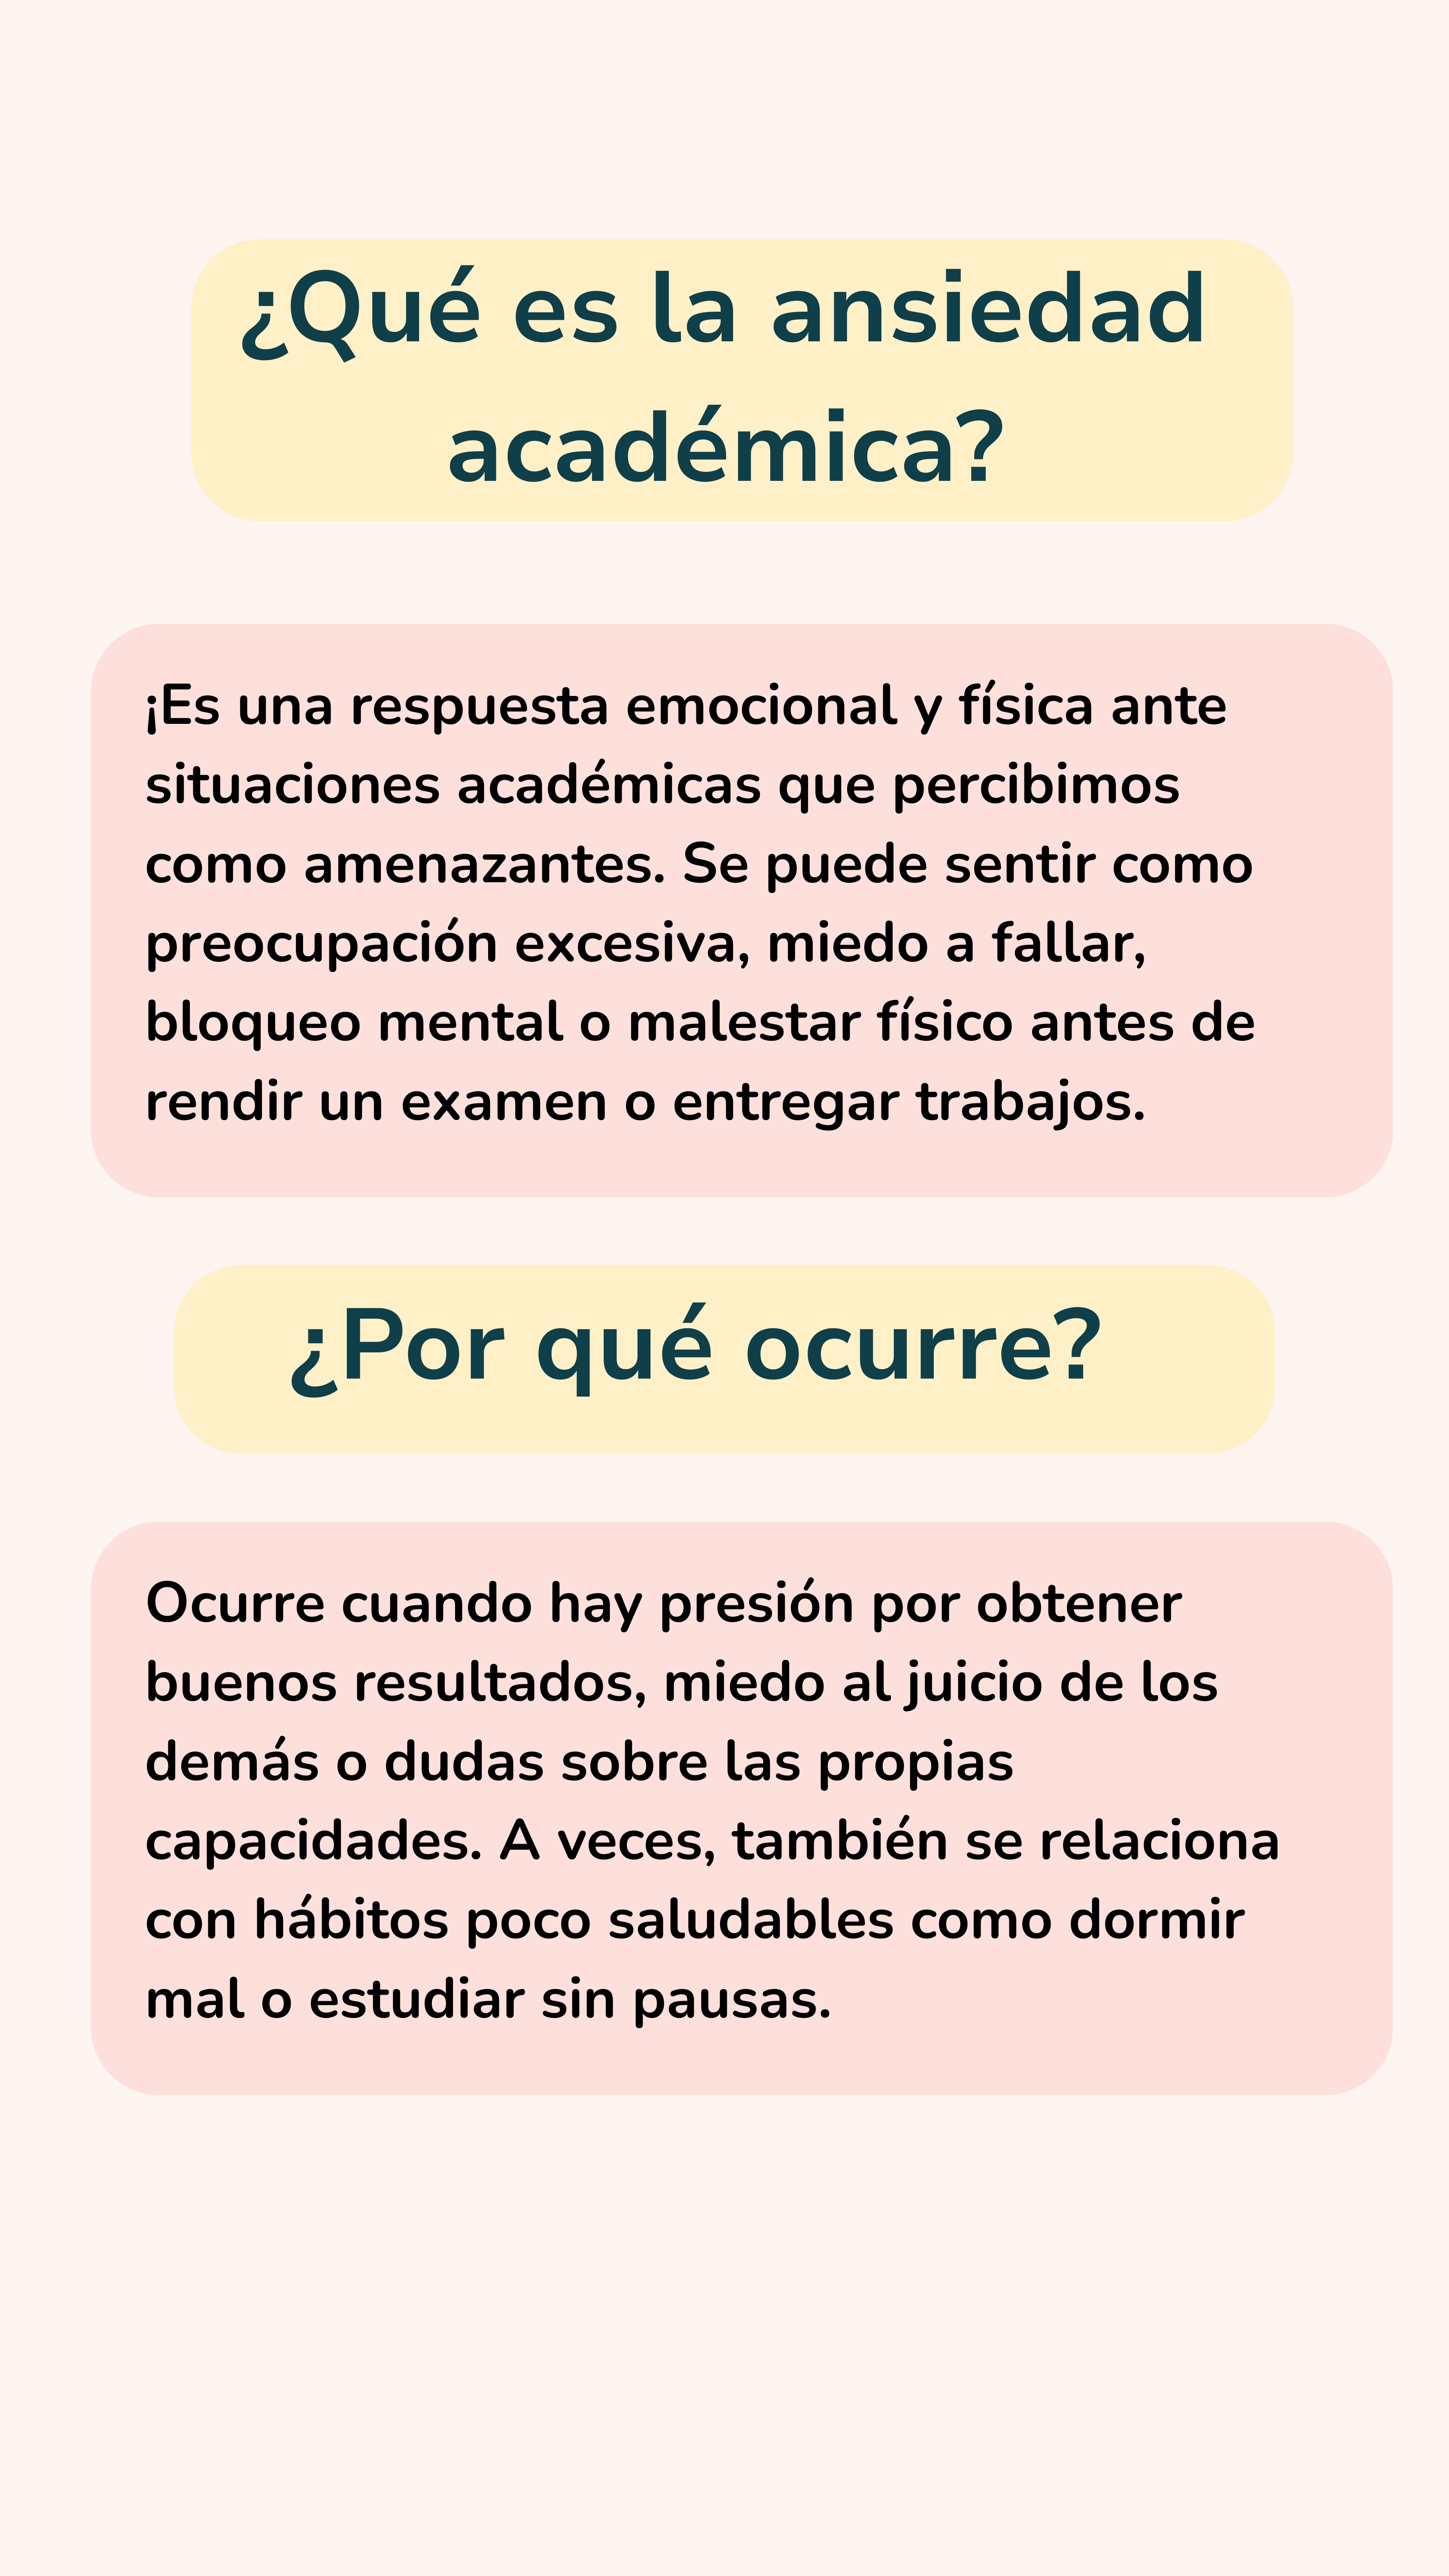 ¿Qué es la ansiedad
académica?
¡Es una respuesta emocional y física ante
situaciones académicas que percibimos
como amenazantes. Se puede sentir como
preocupación excesiva, miedo a fallar,
bloqueo mental o malestar físico antes de
rendir un examen o entregar trabajos.
¿Por qué ocurre?
Ocurre cuando hay presión por obtener
buenos resultados, miedo al juicio de los
demás o dudas sobre las propias
capacidades. A veces, también se relaciona
con hábitos poco saludables como dormir
mal o estudiar sin pausas.